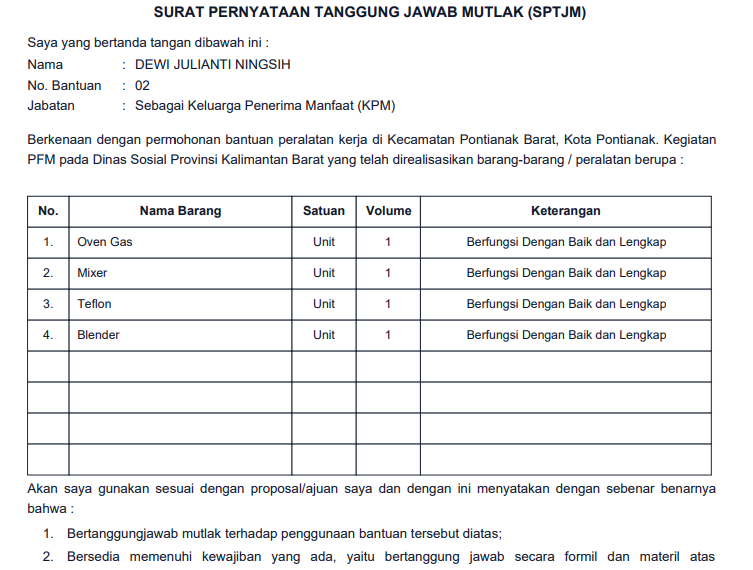 SURAT PERNYATAAN TANGGUNG JAWAB MUTLAK (SPTJM)
Saya yang bertanda tangan dibawah ini :
Nama : DEWI JULIANTI NINGSIH
No. Bantuan : 02
Jabatan : Sebagai Keluarga Penerima Manfaat (KPM)
Berkenaan dengan permohonan bantuan peralatan kerja di Kecamatan Pontianak Barat, Kota Pontianak. Kegiatan
PFM pada Dinas Sosial Provinsi Kalimantan Barat yang telah direalisasikan barang-barang / peralatan berupa :
No. Nama Barang Satuan Volume Keterangan
1. Oven Gas Unit 1 Berfungsi Dengan Baik dan Lengkap
2. Mixer Unit 1 Berfungsi Dengan Baik dan Lengkap
3. Teflon Unit 1 Berfungsi Dengan Baik dan Lengkap
4. Blender Unit 1 Berfungsi Dengan Baik dan Lengkap
Akan saya gunakan sesuai dengan proposal/ajuan saya dan dengan ini menyatakan dengan sebenar benarnya
bahwa :
1. Bertanggungjawab mutlak terhadap penggunaan bantuan tersebut diatas;
2. Bersedia memenuhi kewajiban yang ada, yaitu bertanggung jawab secara formil dan materil atas